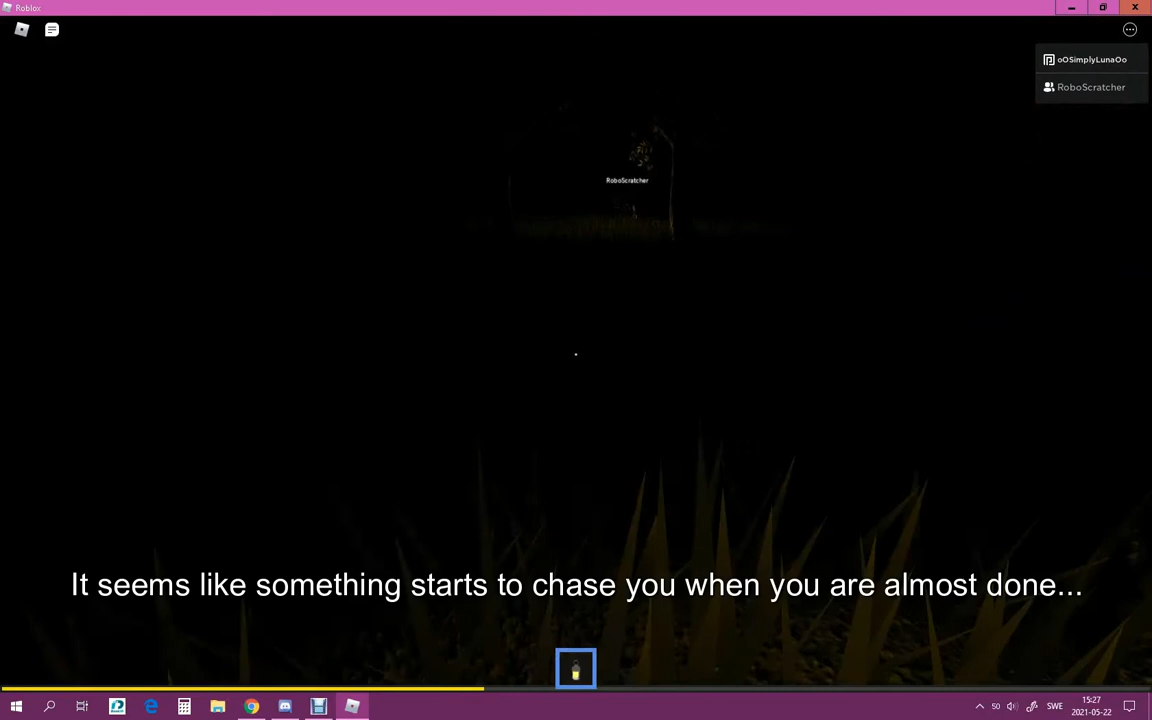 Roblox
oOSimplyLunaOo
RoboScratcher
RoboScratcher
It seems like something starts to chase you when you are almost done...
50
SWE
15:27
2021-05-22